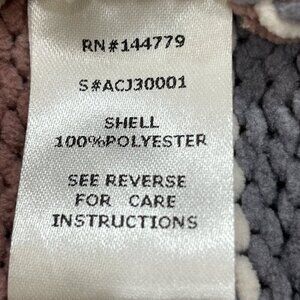 RN#144779
S#ACJ30001
SHELL
100%POLYESTER
SEE REVERSE
FOR CARE
INSTRUCTIONS